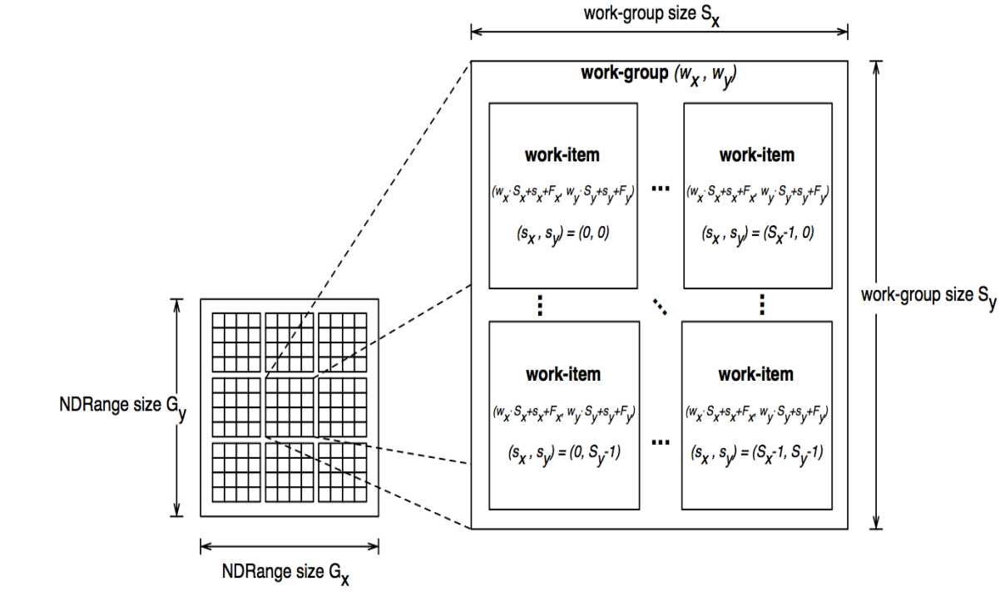 work-group size Sx
work-group (wx , wy)
work-item
(wx· Sx+sx+Fx, wy· Sy+sy+Fy)
(sx , sy) = (0, 0)
...
work-item
(wx· Sx+sx+Fx, wy· Sy+sy+Fy)
(sx , sy) = (Sx-1, 0)
work-group size Sy
work-item
(wx· Sx+sx+Fx, wy· Sy+sy+Fy)
(sx , sy) = (0, Sy-1)
...
work-item
(wx· Sx+sx+Fx, wy· Sy+sy+Fy)
(sx , sy) = (Sx-1, Sy-1)
NDRange size Gy
NDRange size Gx